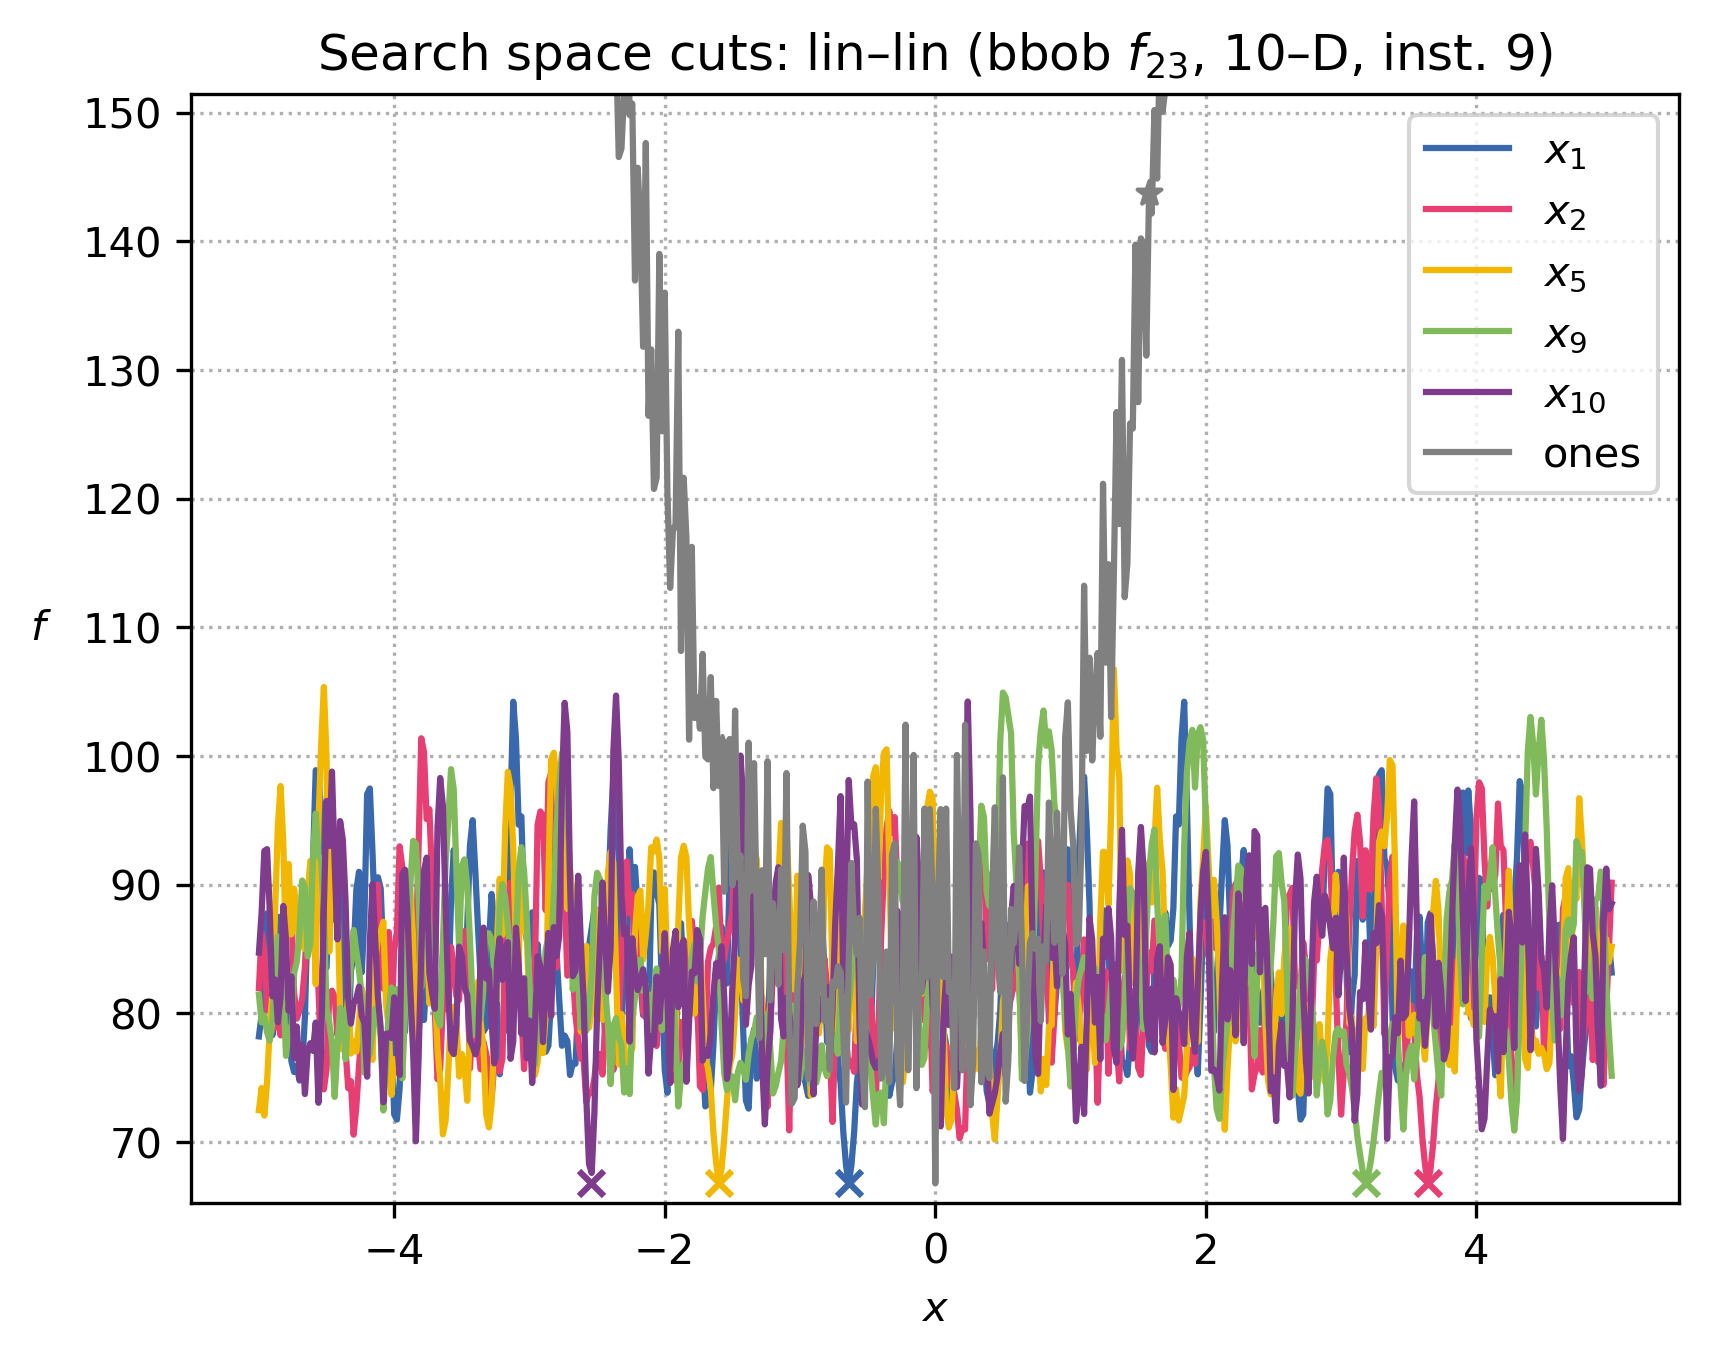 Search space cuts: lin–lin (bbob f₂₃, 10–D, inst. 9)
150
140
130
120
110
100
90
80
70
f
x₁
x₂
x₅
x₉
x₁₀
ones
−4
−2
0
2
4
x